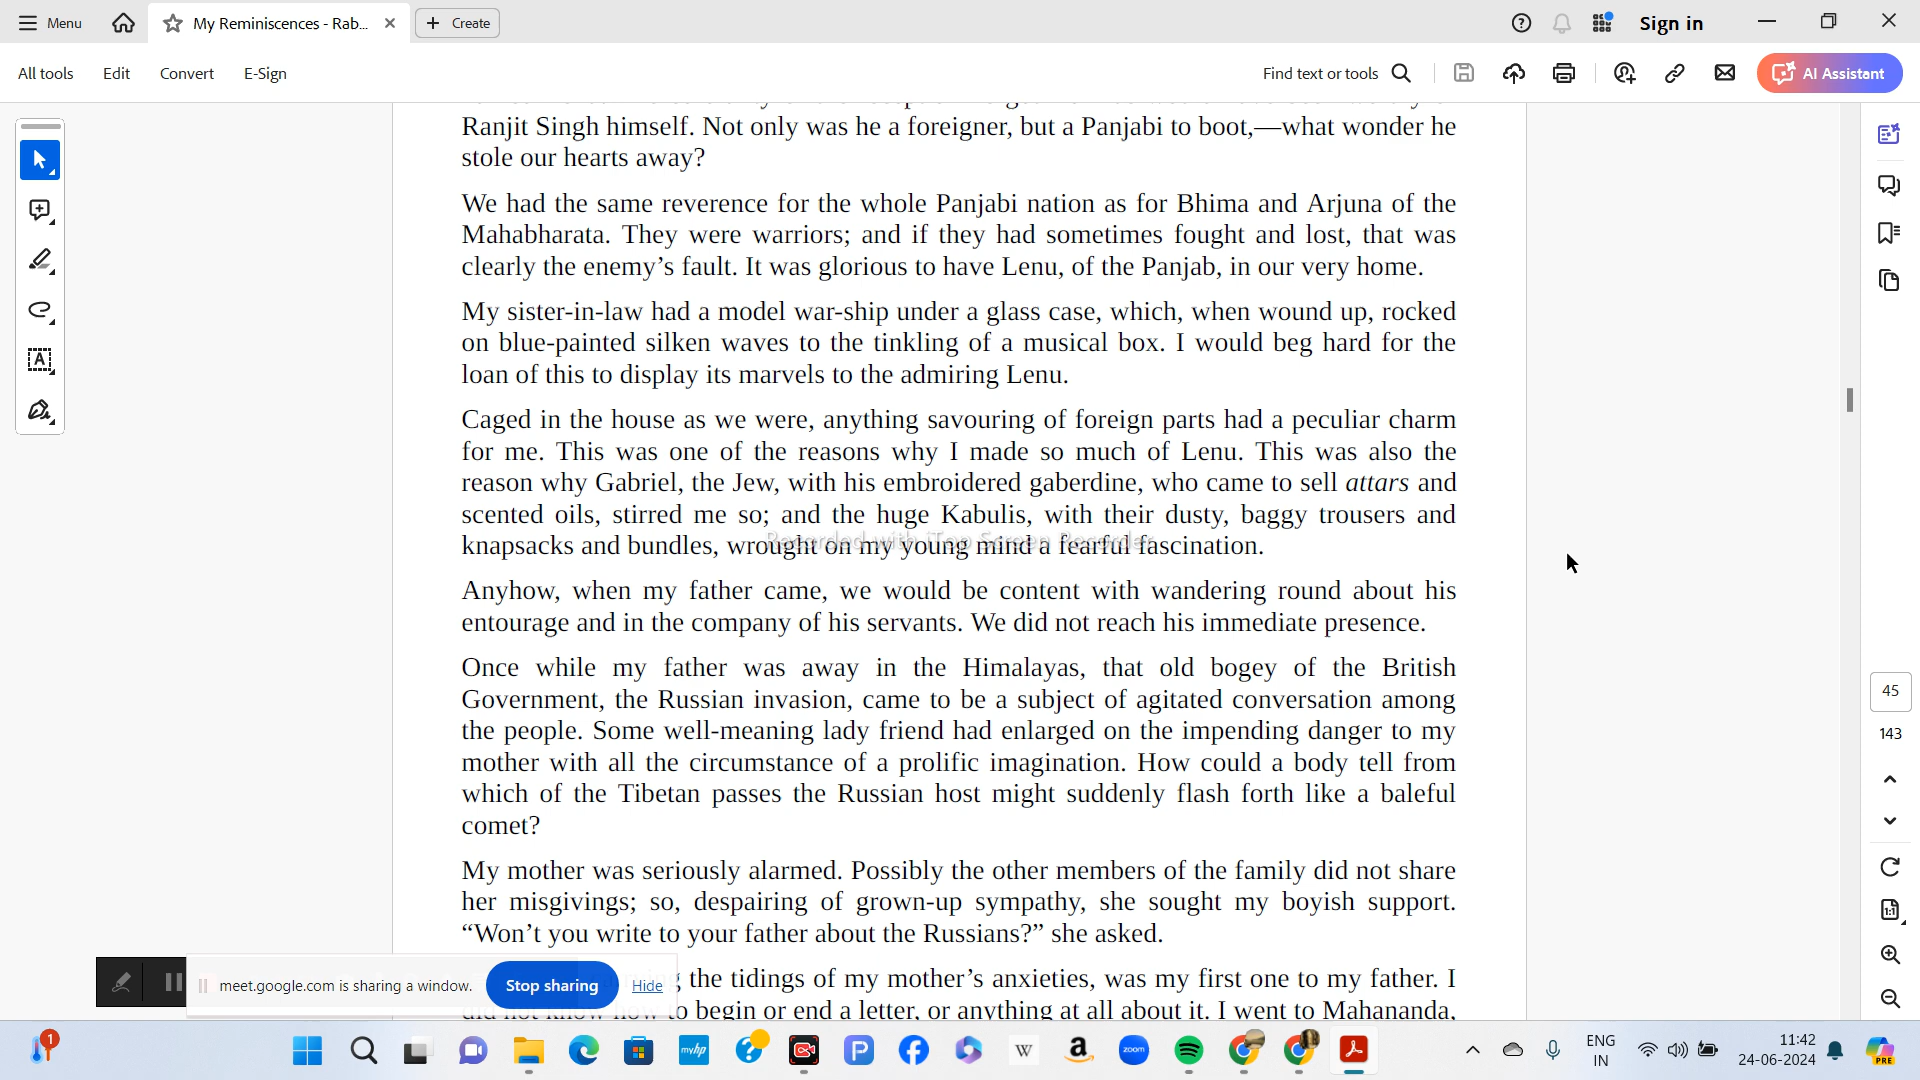 Menu
My Reminiscences - Rab...
Create
Sign in
All tools
Edit
Convert
E-Sign
Find text or tools
AI Assistant
Ranjit Singh himself. Not only was he a foreigner, but a Panjabi to boot,—what wonder he
stole our hearts away?
We had the same reverence for the whole Panjabi nation as for Bhima and Arjuna of the
Mahabharata. They were warriors; and if they had sometimes fought and lost, that was
clearly the enemy’s fault. It was glorious to have Lenu, of the Panjab, in our very home.
My sister-in-law had a model war-ship under a glass case, which, when wound up, rocked
on blue-painted silken waves to the tinkling of a musical box. I would beg hard for the
loan of this to display its marvels to the admiring Lenu.
Caged in the house as we were, anything savouring of foreign parts had a peculiar charm
for me. This was one of the reasons why I made so much of Lenu. This was also the
reason why Gabriel, the Jew, with his embroidered gaberdine, who came to sell attars and
scented oils, stirred me so; and the huge Kabulis, with their dusty, baggy trousers and
knapsacks and bundles, wrought on my young mind a fearful fascination.
Recorded with iTop Screen Recorder
Anyhow, when my father came, we would be content with wandering round about his
entourage and in the company of his servants. We did not reach his immediate presence.
Once while my father was away in the Himalayas, that old bogey of the British
Government, the Russian invasion, came to be a subject of agitated conversation among
the people. Some well-meaning lady friend had enlarged on the impending danger to my
mother with all the circumstance of a prolific imagination. How could a body tell from
which of the Tibetan passes the Russian host might suddenly flash forth like a baleful
comet?
My mother was seriously alarmed. Possibly the other members of the family did not share
her misgivings; so, despairing of grown-up sympathy, she sought my boyish support.
“Won’t you write to your father about the Russians?” she asked.
the tidings of my mother’s anxieties, was my first one to my father. I
to begin or end a letter, or anything at all about it. I went to Mahananda,
45
143
meet.google.com is sharing a window.
Stop sharing
Hide
1
myhp
W
a
zoom
ENG
IN
11:42
24-06-2024
PRE